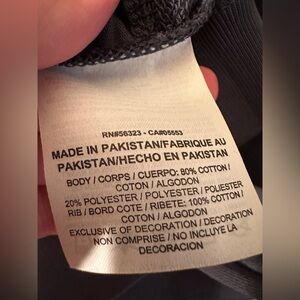 RN#56323 - CA#05553
MADE IN PAKISTAN/FABRIQUE AU
PAKISTAN/HECHO EN PAKISTAN
BODY / CORPS / CUERPO: 80% COTTON /
COTON / ALGODON
20% POLYESTER / POLYESTER / POLIESTER
RIB / BORD COTE / RIBETE: 100% COTTON /
COTON / ALGODON
EXCLUSIVE OF DECORATION / DECORATION
NON COMPRISE / NO INCLUYE LA
DECORACION